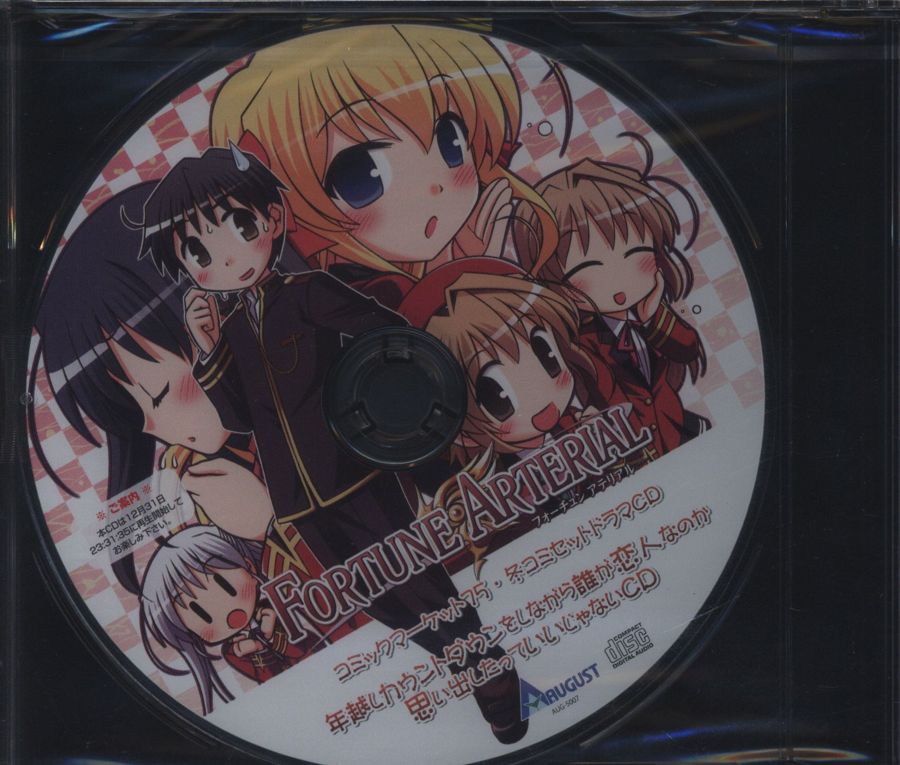 ※ ご案内 ※
本CDは12月31日
23:31:35に再生開始して
お楽しみ下さい。
FORTUNE ARTERIAL
フォーチュン アテリアル
コミックマーケット75・冬コミセットドラマCD
年越しカウントダウンをしながら誰が恋人なのか
思い出したっていいじゃないCD
AUGUST
AUG-5007
COMPACT
disc
DIGITAL AUDIO